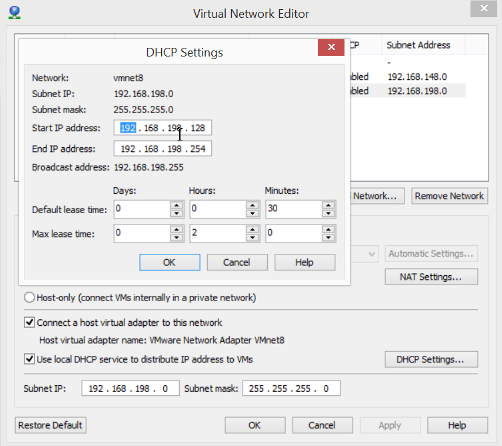 Virtual Network Editor
DHCP Settings
CP Subnet Address
Network: vmnet8
-
Subnet IP: 192.168.198.0
abled 192.168.148.0
Subnet mask: 255.255.255.0
abled 192.168.198.0
Start IP address: 192 . 168 . 198 . 128
End IP address: 192 . 168 . 198 . 254
Broadcast address: 192.168.198.255
Days: Hours: Minutes:
Network... Remove Network
Default lease time: 0 0 30
Max lease time: 0 2 0
Automatic Settings...
OK Cancel Help
NAT Settings...
Host-only (connect VMs internally in a private network)
Connect a host virtual adapter to this network
Host virtual adapter name: VMware Network Adapter VMnet8
Use local DHCP service to distribute IP address to VMs DHCP Settings...
Subnet IP: 192 . 168 . 198 . 0 Subnet mask: 255 . 255 . 255 . 0
Restore Default OK Cancel Apply Help